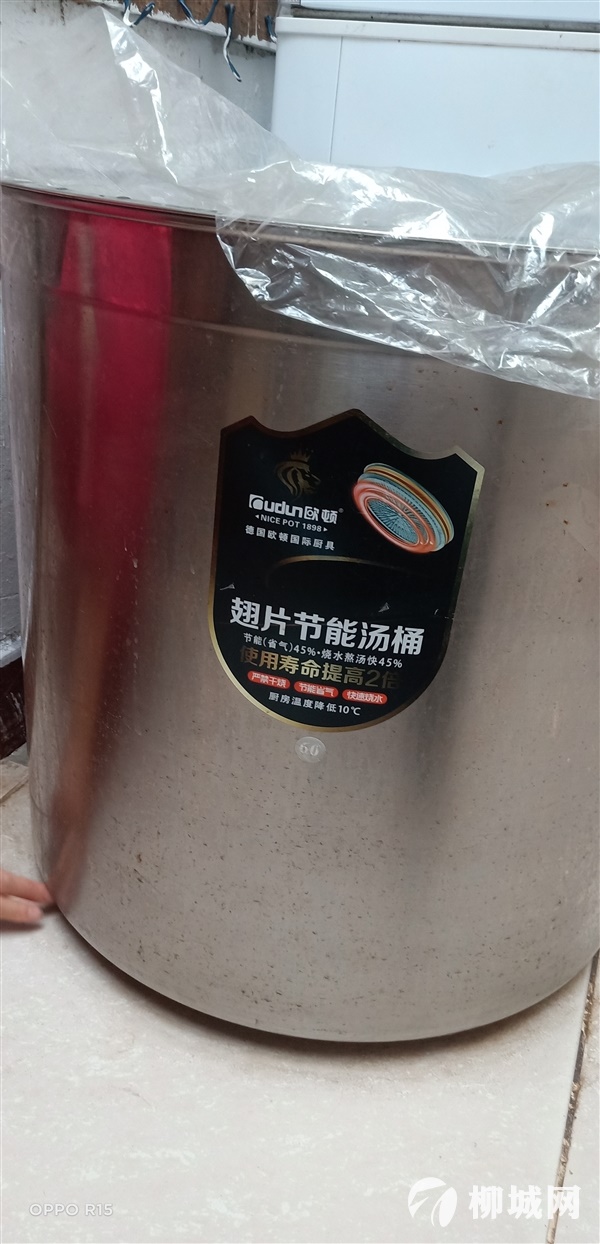 Oudun欧顿®
NICE POT 1898
德国欧顿国际厨具
翅片节能汤桶
节能(省气)45%·烧水熬汤快45%
使用寿命提高2倍
严禁干烧 节能省气 快速烧水
厨房温度降低10℃
60
OPPO R15
柳城网